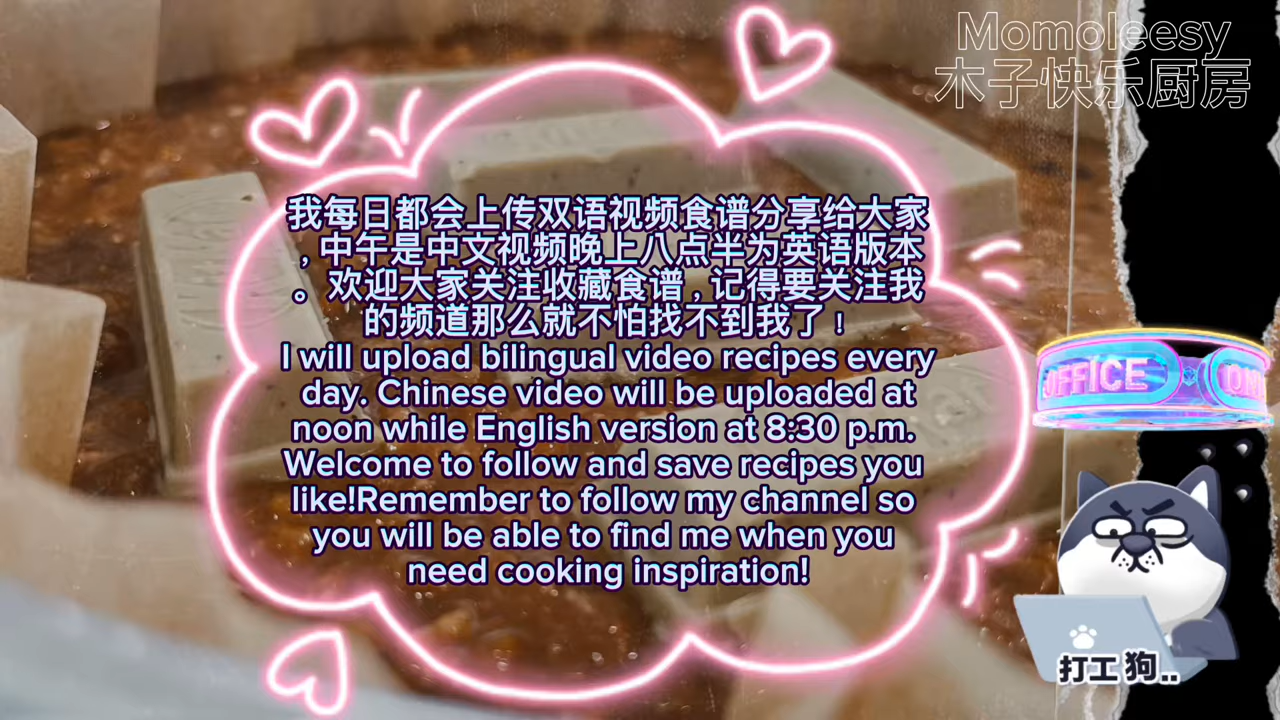 Momoleesy
木子快乐厨房
我每日都会上传双语视频食谱分享给大家
,中午是中文视频晚上八点半为英语版本
。欢迎大家关注收藏食谱,记得要关注我
的频道那么就不怕找不到我了!
I will upload bilingual video recipes every
day. Chinese video will be uploaded at
noon while English version at 8:30 p.m.
Welcome to follow and save recipes you
like!Remember to follow my channel so
you will be able to find me when you
need cooking inspiration!
OFFICE
打工狗..